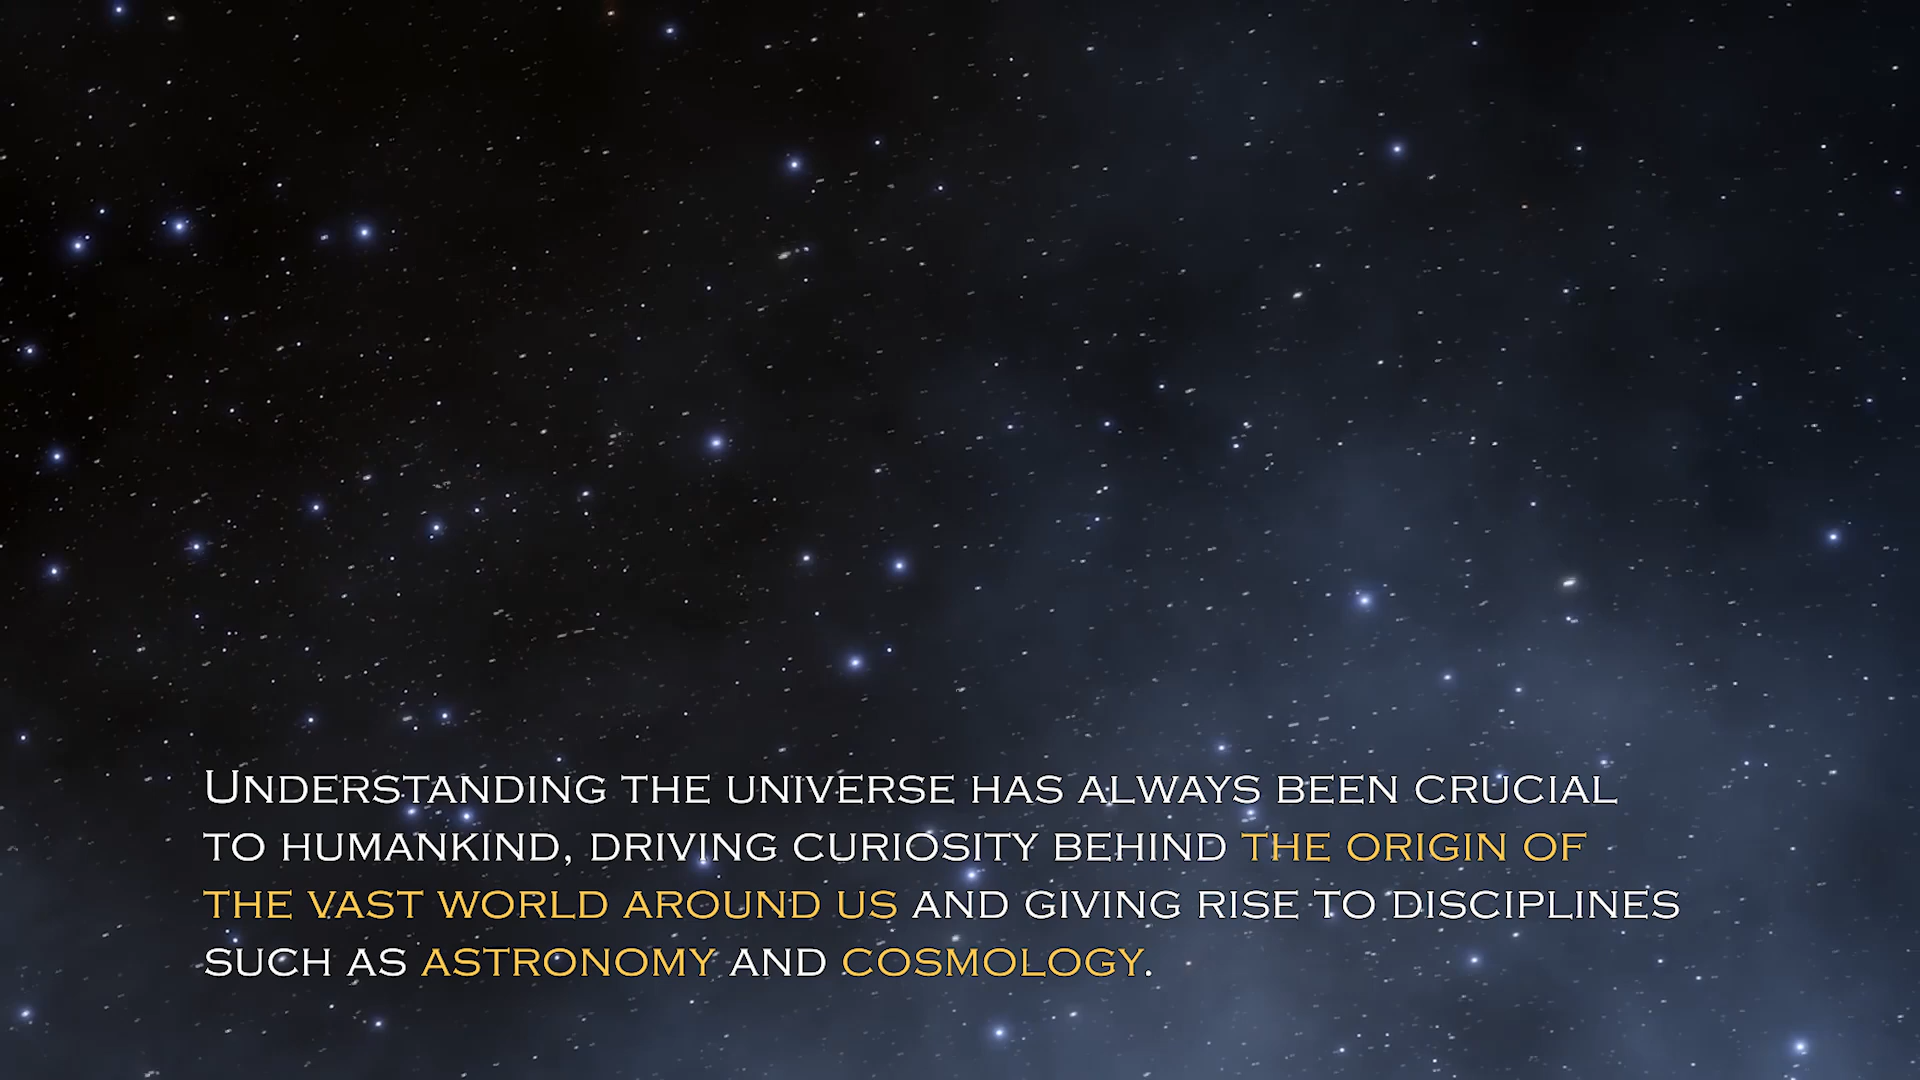 Understanding the universe has always been crucial
to humankind, driving curiosity behind the origin of
the vast world around us and giving rise to disciplines
such as astronomy and cosmology.